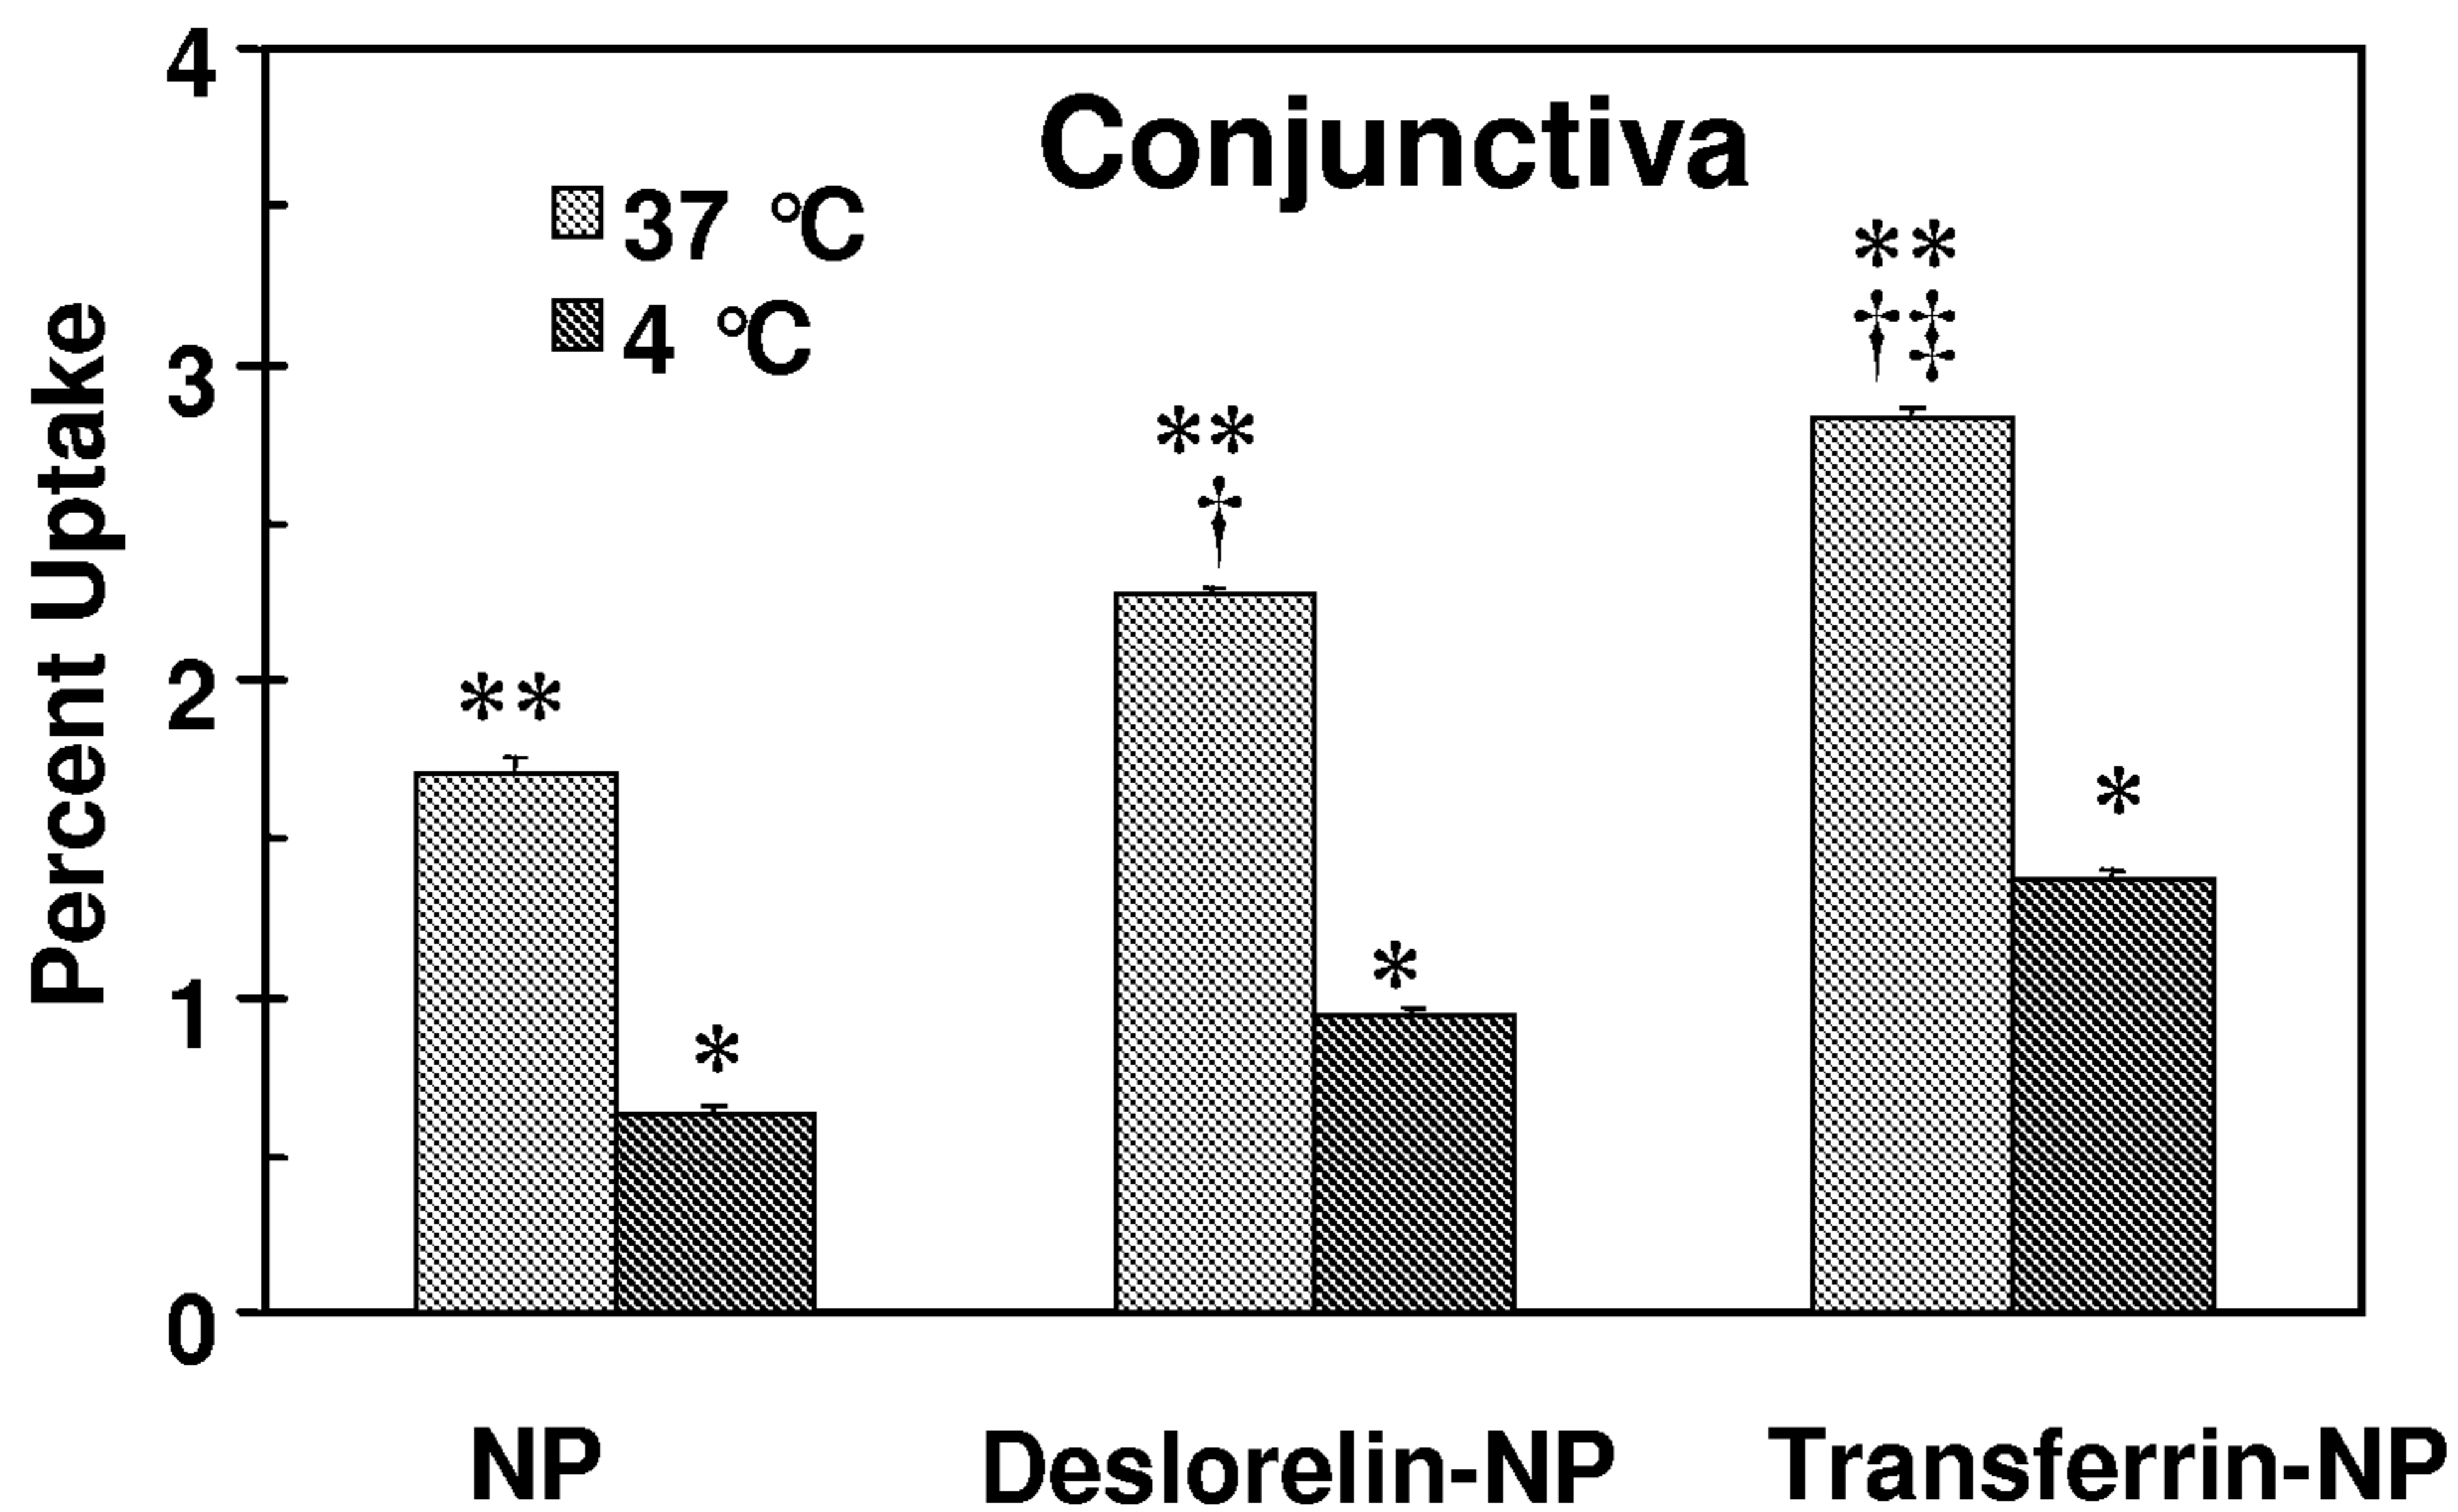 Conjunctiva
37 °C
4 °C
Percent Uptake
4
3
2
1
0
**
*
**
†
*
**
†‡
*
NP
Deslorelin-NP
Transferrin-NP